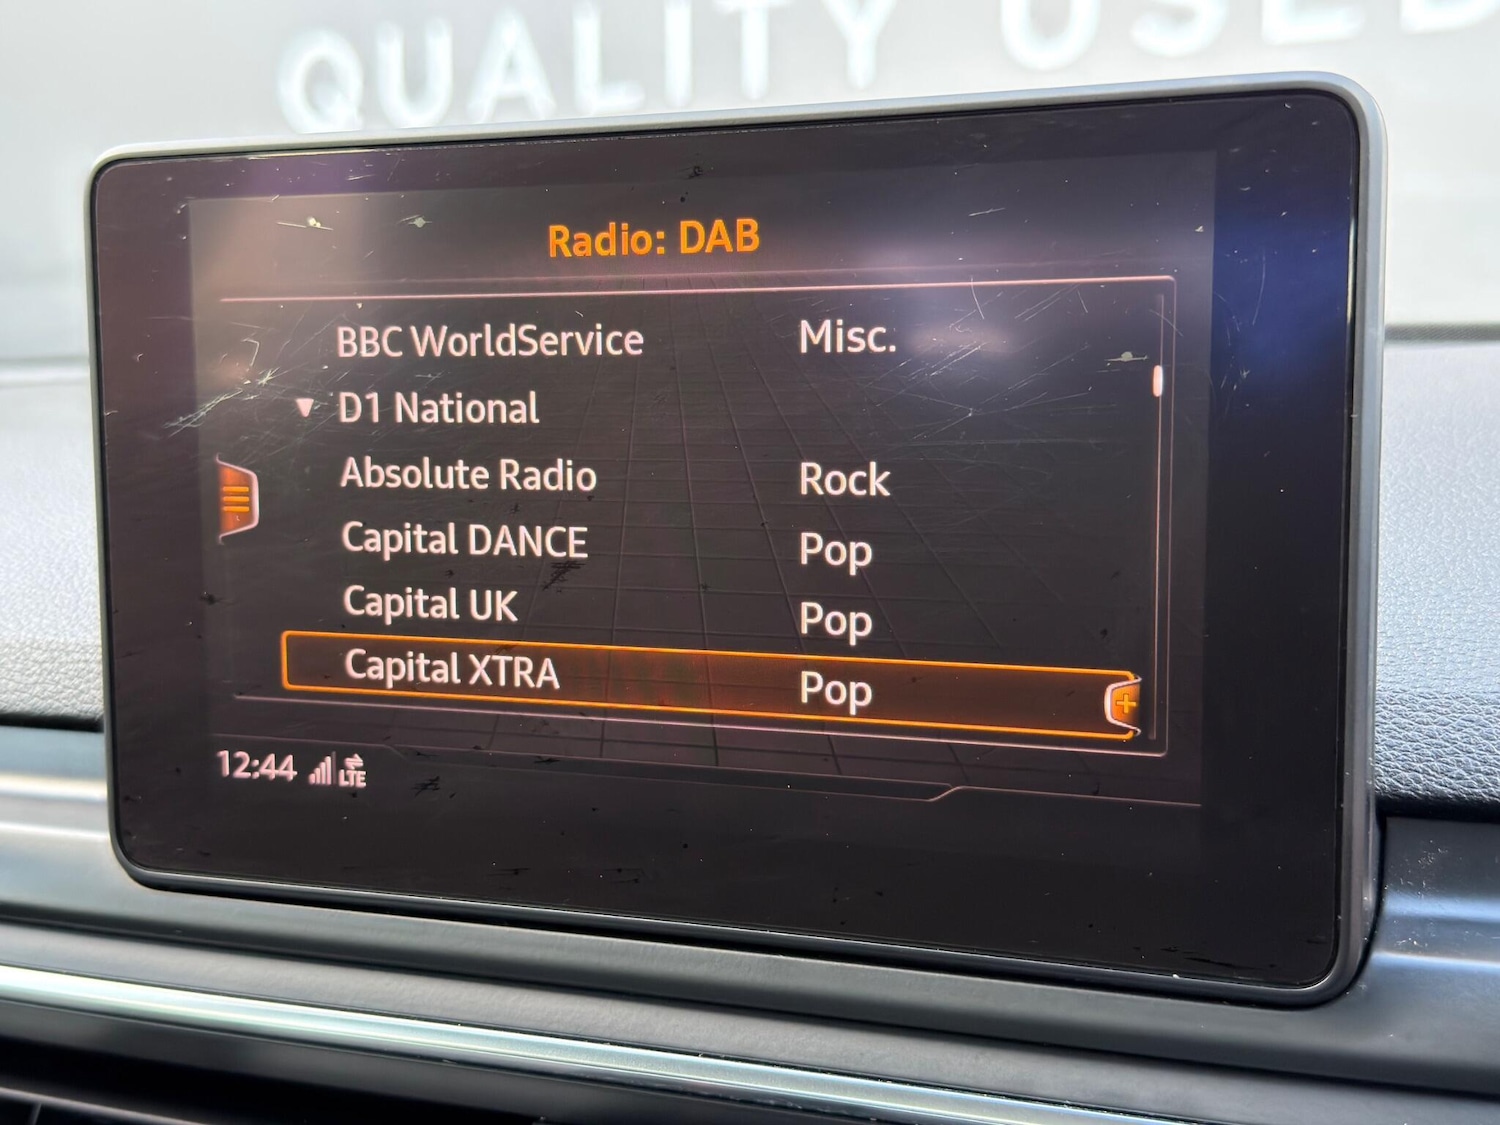 QUALITY USED
Radio: DAB
BBC WorldService Misc.
▼ D1 National
Absolute Radio Rock
Capital DANCE Pop
Capital UK Pop
Capital XTRA Pop
12:44 LTE